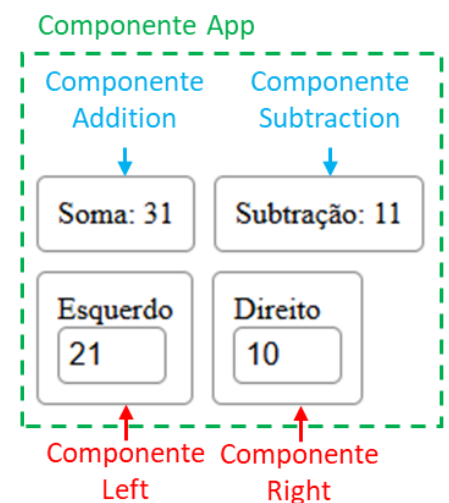 Componente App
Componente Componente
Addition Subtraction
Soma: 31 Subtração: 11
Esquerdo Direito
21 10
Componente Componente
Left Right